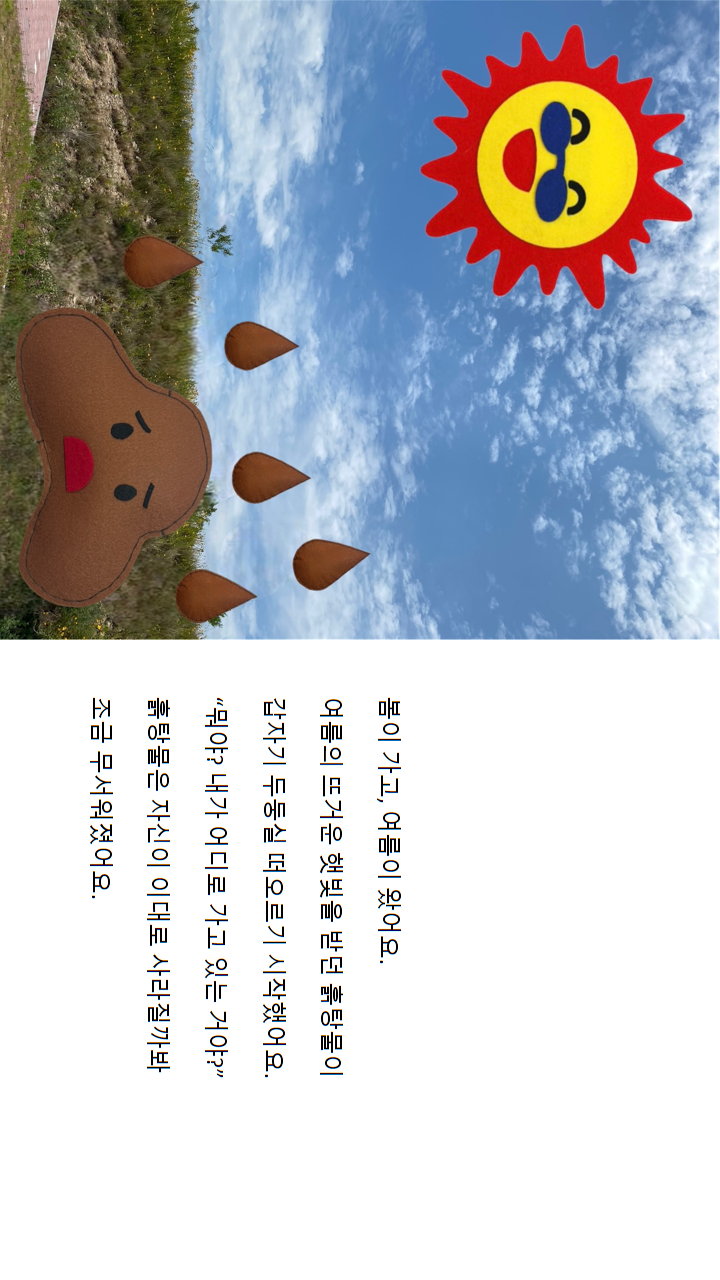 봄이 가고, 여름이 왔어요.
여름의 뜨거운 햇빛을 받던 흙탕물이
갑자기 두둥실 떠오르기 시작했어요.
“뭐야? 내가 어디로 가고 있는 거야?”
흙탕물은 자신이 이대로 사라질까봐
조금 무서워졌어요.